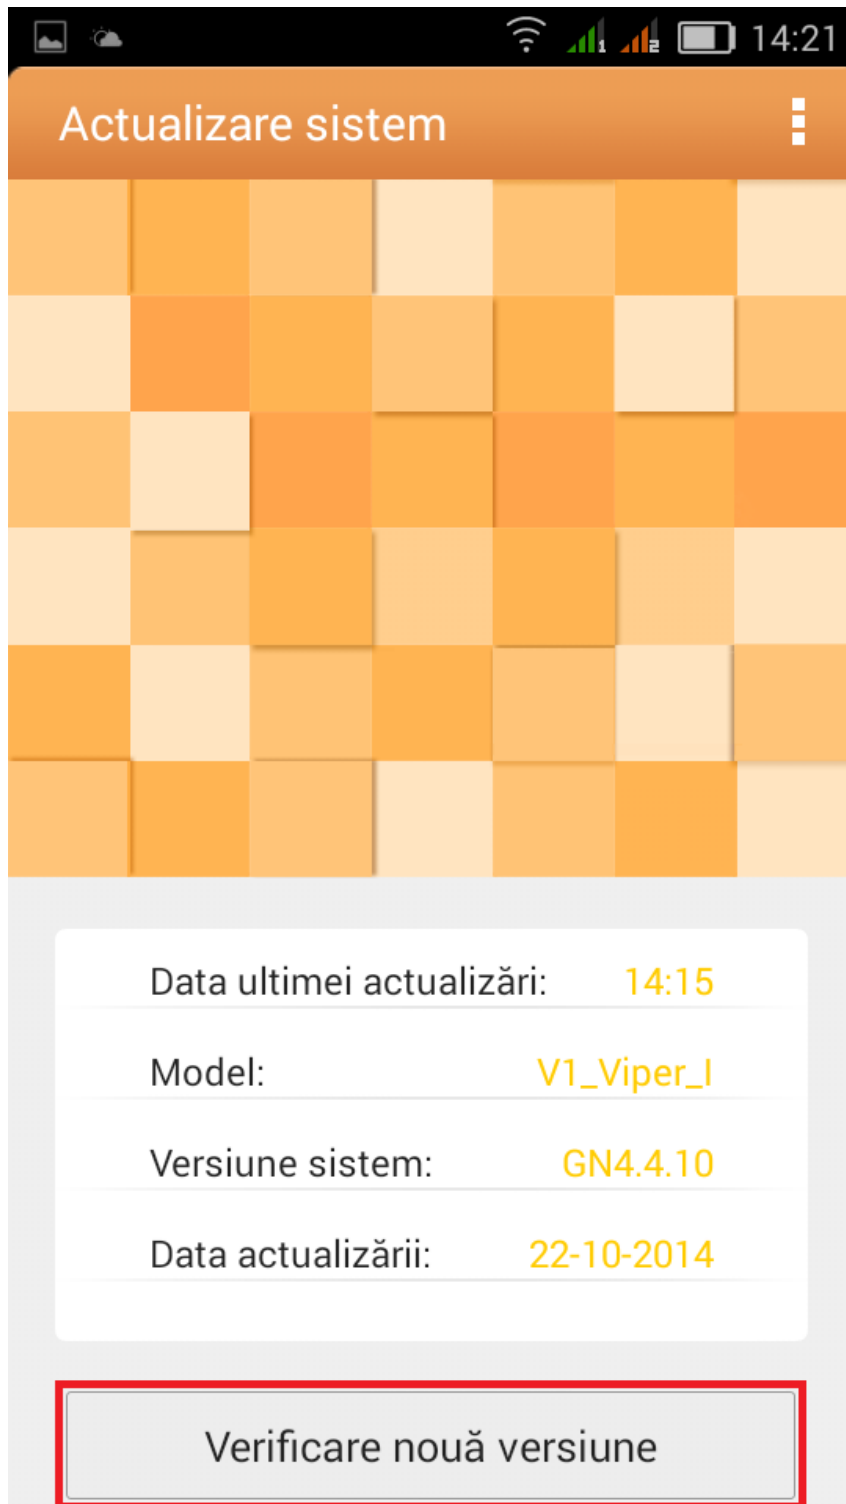 14:21
Actualizare sistem
Data ultimei actualizări: 14:15
Model: V1_Viper_I
Versiune sistem: GN4.4.10
Data actualizării: 22-10-2014
Verificare nouă versiune